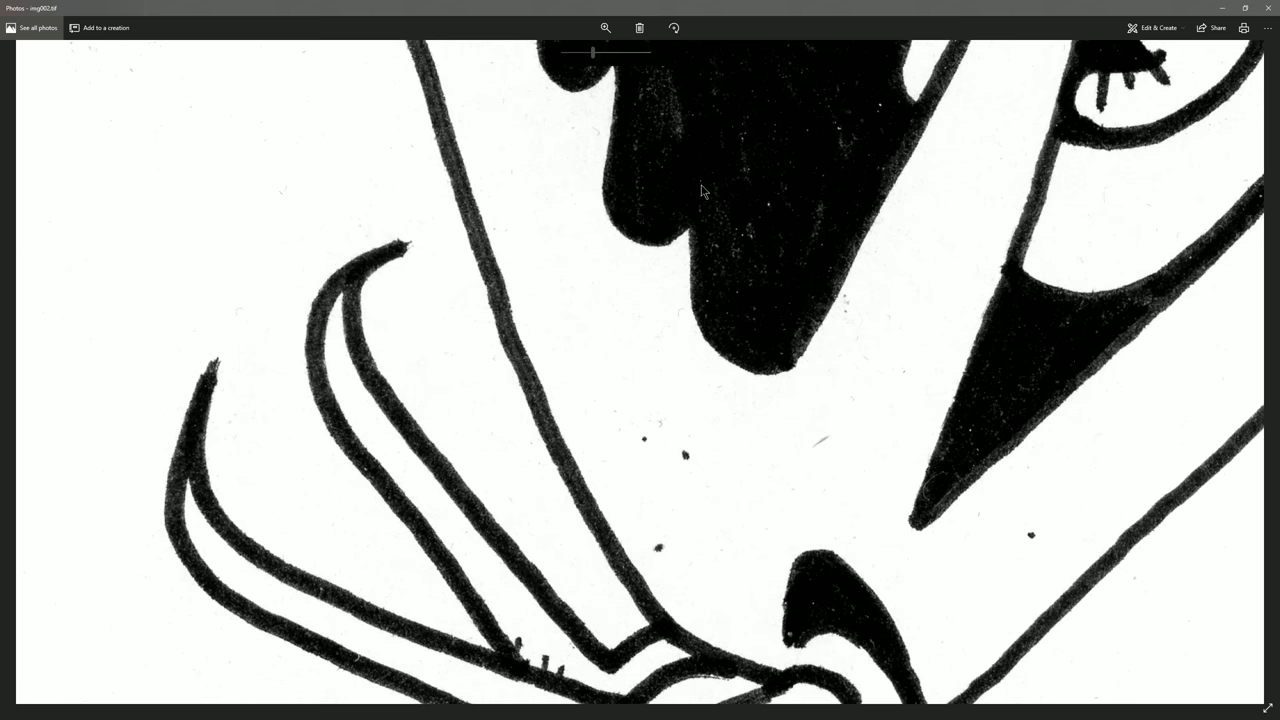 Photos - img002.tif
See all photos Add to a creation Edit & Create Share